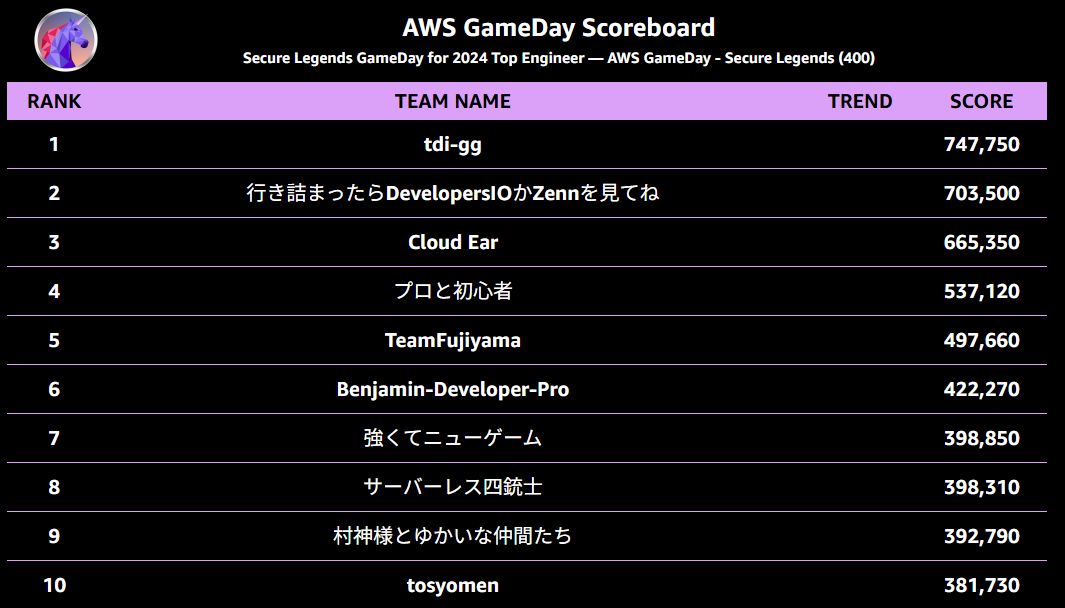 AWS GameDay Scoreboard
Secure Legends GameDay for 2024 Top Engineer — AWS GameDay - Secure Legends (400)
RANK TEAM NAME TREND SCORE
1 tdi-gg 747,750
2 行き詰まったらDevelopersIOかZennを見てね 703,500
3 Cloud Ear 665,350
4 プロと初心者 537,120
5 TeamFujiyama 497,660
6 Benjamin-Developer-Pro 422,270
7 強くてニューゲーム 398,850
8 サーバーレス四銃士 398,310
9 村神様とゆかいな仲間たち 392,790
10 tosyomen 381,730